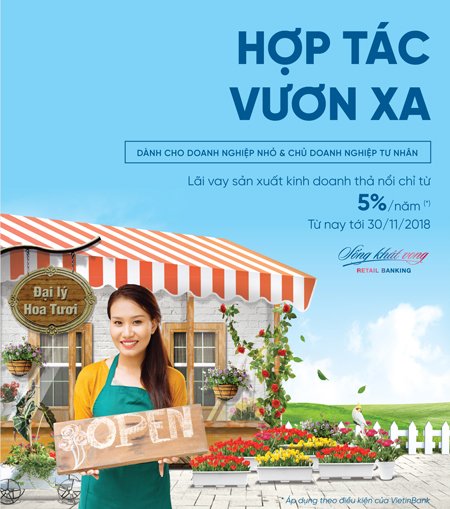 HỢP TÁC
VƯƠN XA
DÀNH CHO DOANH NGHIỆP NHỎ & CHỦ DOANH NGHIỆP TƯ NHÂN
Lãi vay sản xuất kinh doanh thả nổi chỉ từ
5%/năm (*)
Từ nay tới 30/11/2018
Sống khát vọng
RETAIL BANKING
Đại lý
Hoa Tươi
OPEN
* Áp dụng theo điều kiện của VietinBank